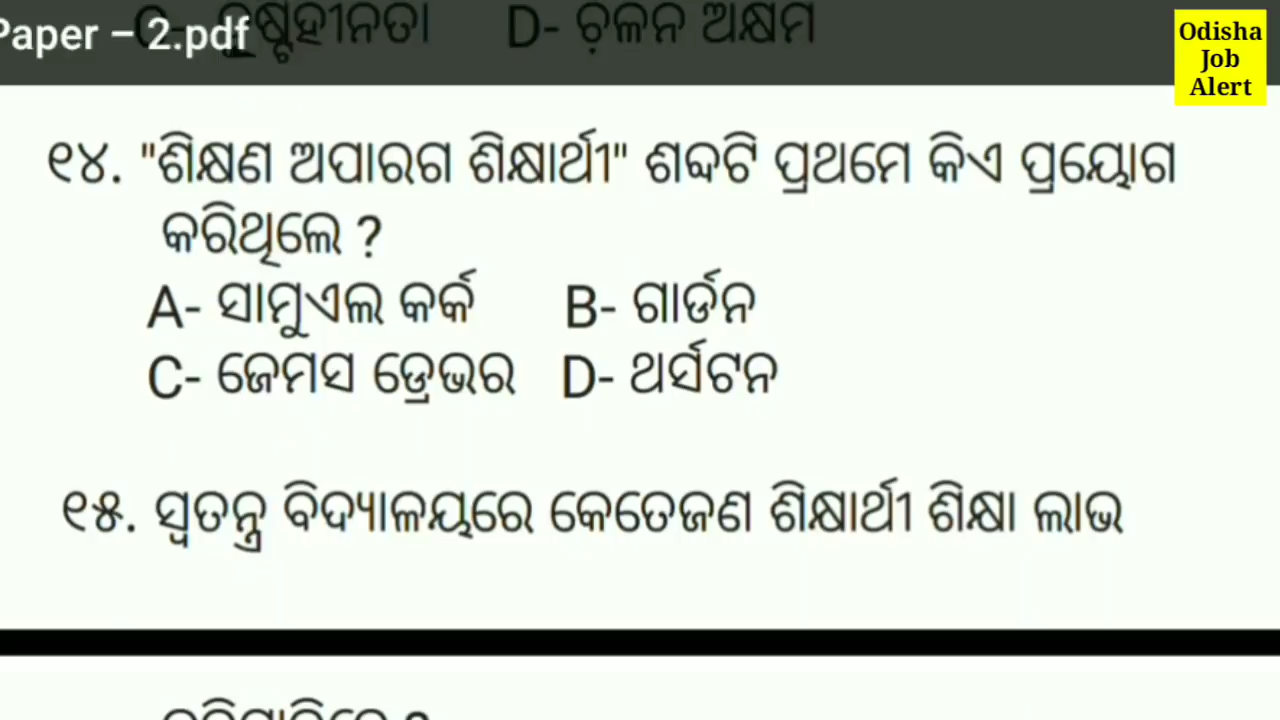 Paper – 2.pdf
D- ଚଳନ ଅକ୍ଷମ
Odisha
Job
Alert
୧୪. "ଶିକ୍ଷଣ ଅପାରଗ ଶିକ୍ଷାର୍ଥୀ" ଶବ୍ଦଟି ପ୍ରଥମେ କିଏ ପ୍ରୟୋଗ
କରିଥିଲେ ?
A- ସାମୁଏଲ କର୍କ B- ଗାର୍ଡନ
C- ଜେମସ ଡ୍ରେଭର D- ଥର୍ସଟନ
୧୫. ସ୍ୱତନ୍ତ୍ର ବିଦ୍ୟାଳୟରେ କେତେଜଣ ଶିକ୍ଷାର୍ଥୀ ଶିକ୍ଷା ଲାଭ